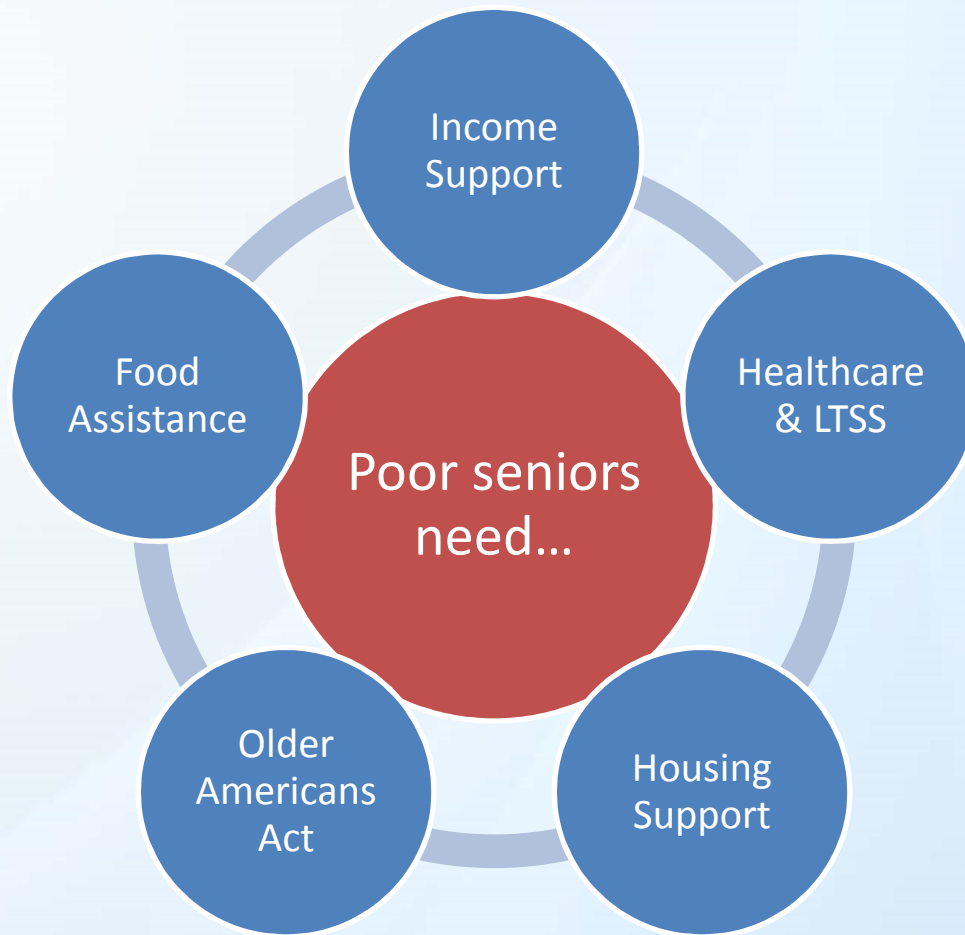 Income
Support
Food
Assistance
Healthcare
& LTSS
Poor seniors
need…
Older
Americans
Act
Housing
Support